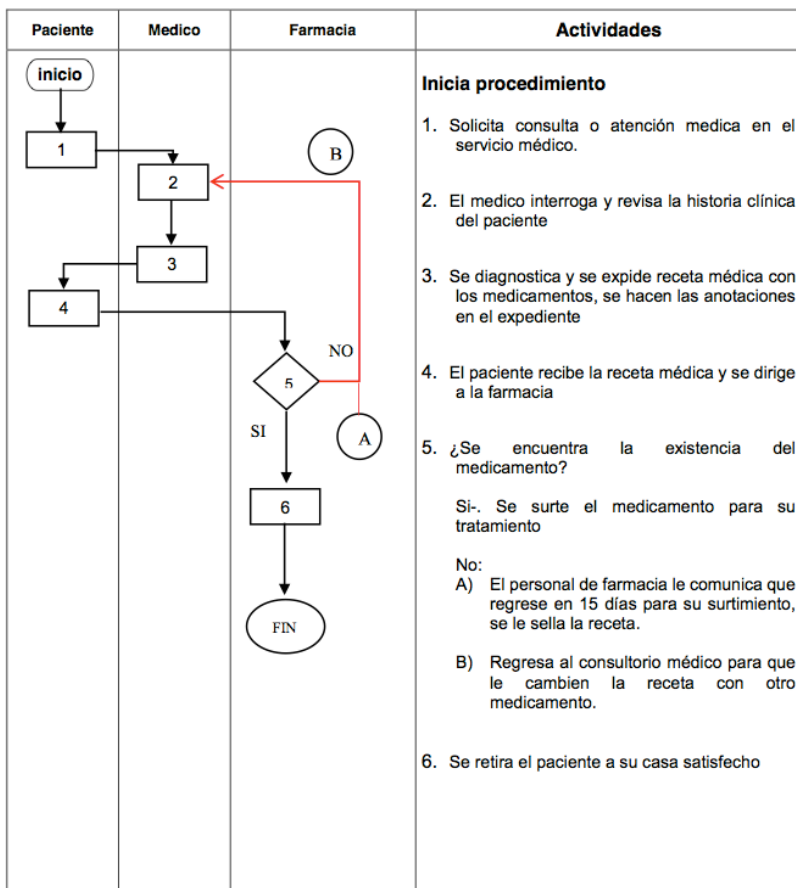 Paciente
Medico
Farmacia
Actividades
inicio
1
2
3
4
B
NO
5
SI
A
6
FIN
Inicia procedimiento
1. Solicita consulta o atención medica en el
servicio médico.
2. El medico interroga y revisa la historia clínica
del paciente
3. Se diagnostica y se expide receta médica con
los medicamentos, se hacen las anotaciones
en el expediente
4. El paciente recibe la receta médica y se dirige
a la farmacia
5. ¿Se encuentra la existencia del
medicamento?
Si-. Se surte el medicamento para su
tratamiento
No:
A) El personal de farmacia le comunica que
regrese en 15 días para su surtimiento,
se le sella la receta.
B) Regresa al consultorio médico para que
le cambien la receta con otro
medicamento.
6. Se retira el paciente a su casa satisfecho